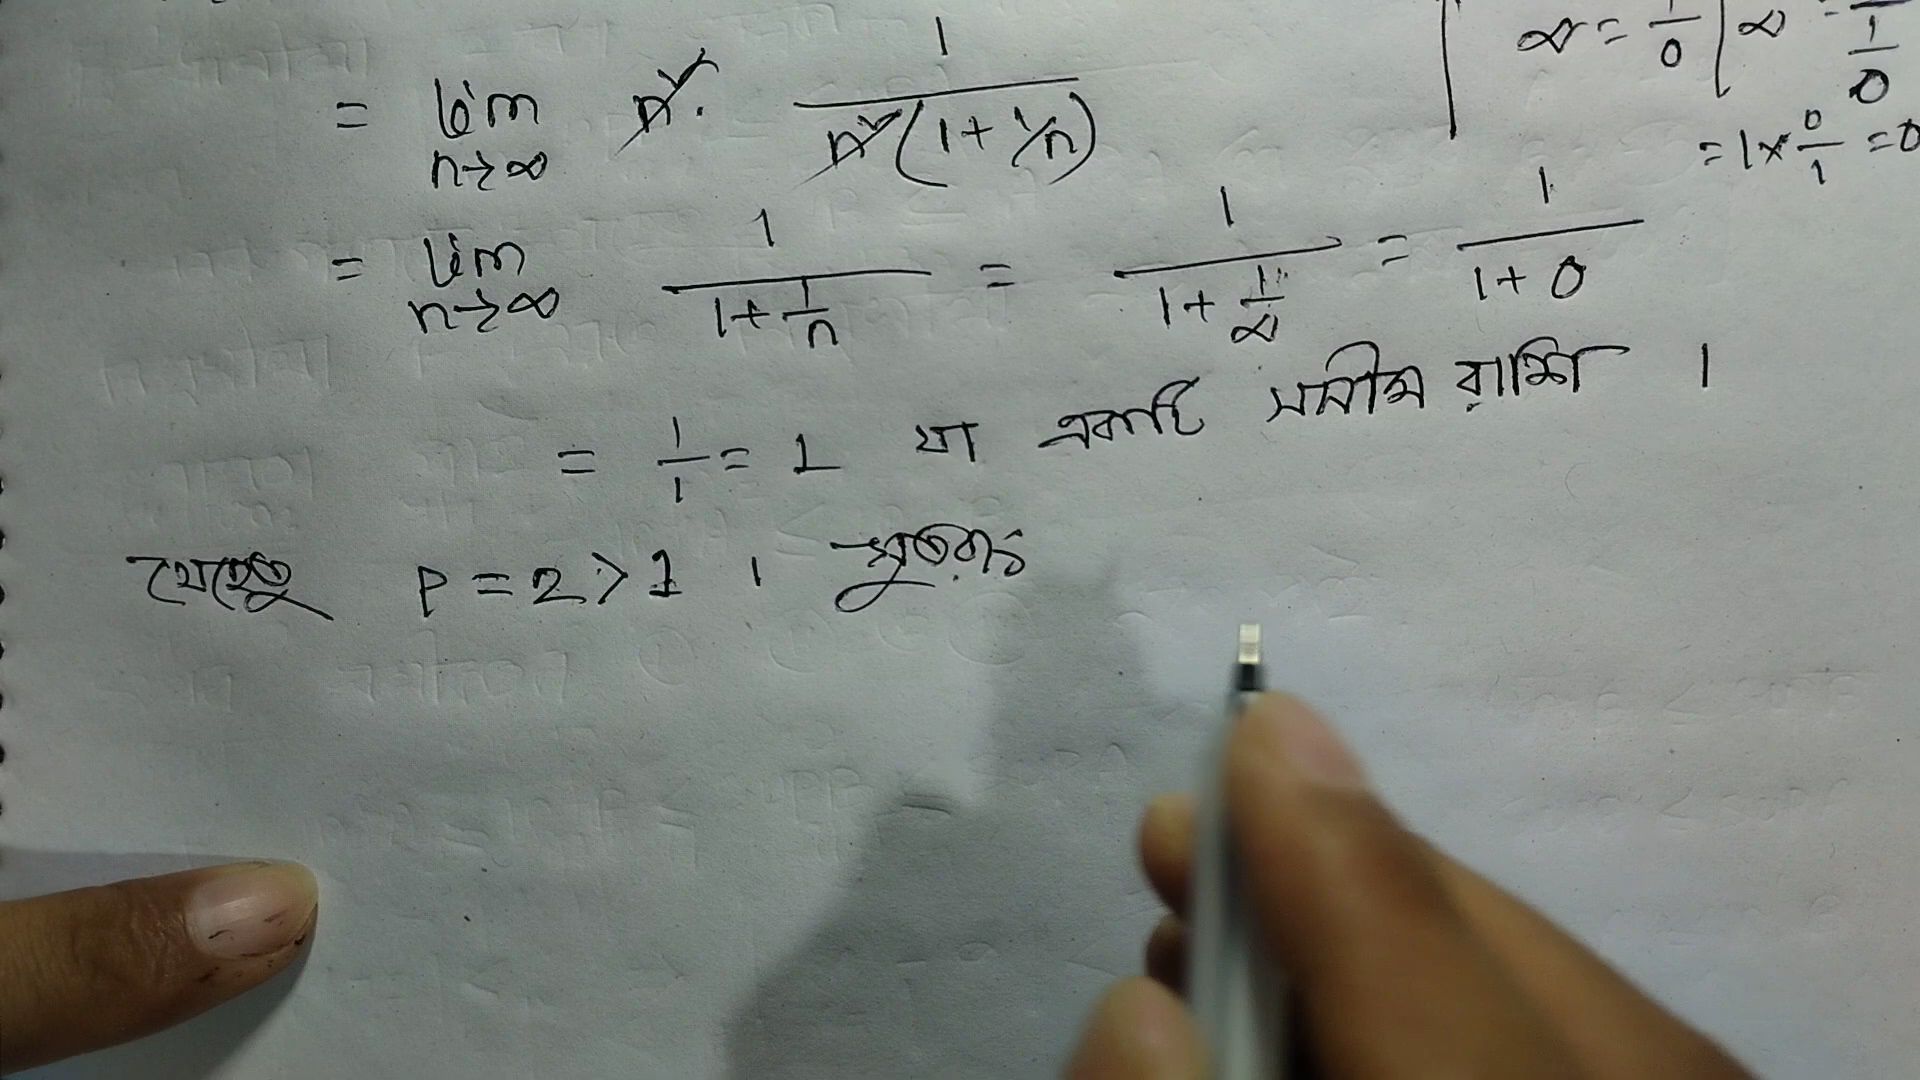 = lim n→∞ n². 1/n²(1+1/n)
= lim n→∞ 1/1+1/n = 1/1+1/∞ = 1/1+0
= 1/1 = 1 যা একটি সসীম রাশি ।
যেহেতু P = 2 > 1 । সুতরাং
∞ = 1/0
= 1 × 0/1 = 0